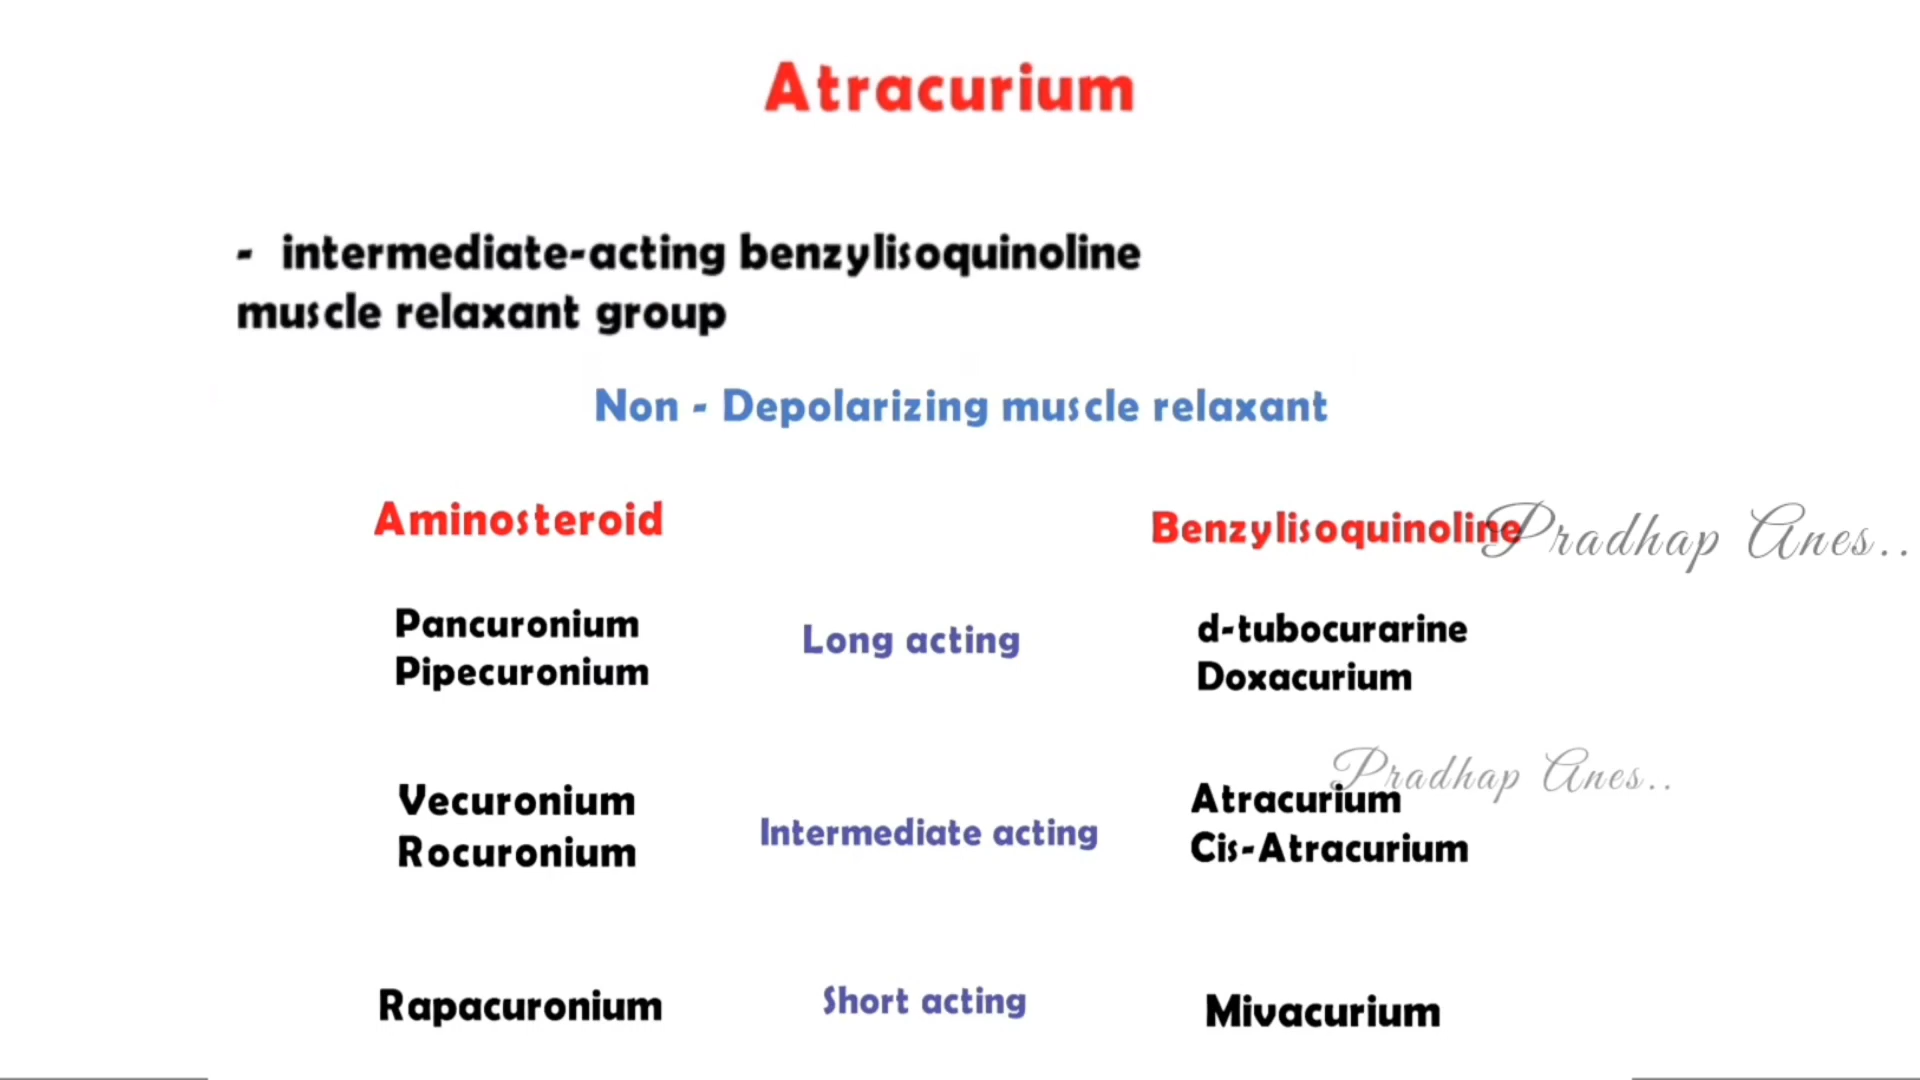 Atracurium
- intermediate-acting benzylisoquinoline
muscle relaxant group
Non - Depolarizing muscle relaxant
Aminosteroid
Benzylisoquinoline
Pradhap Anes..
Pancuronium
Pipecuronium
Long acting
d-tubocurarine
Doxacurium
Pradhap Anes..
Vecuronium
Rocuronium
Intermediate acting
Atracurium
Cis-Atracurium
Rapacuronium
Short acting
Mivacurium